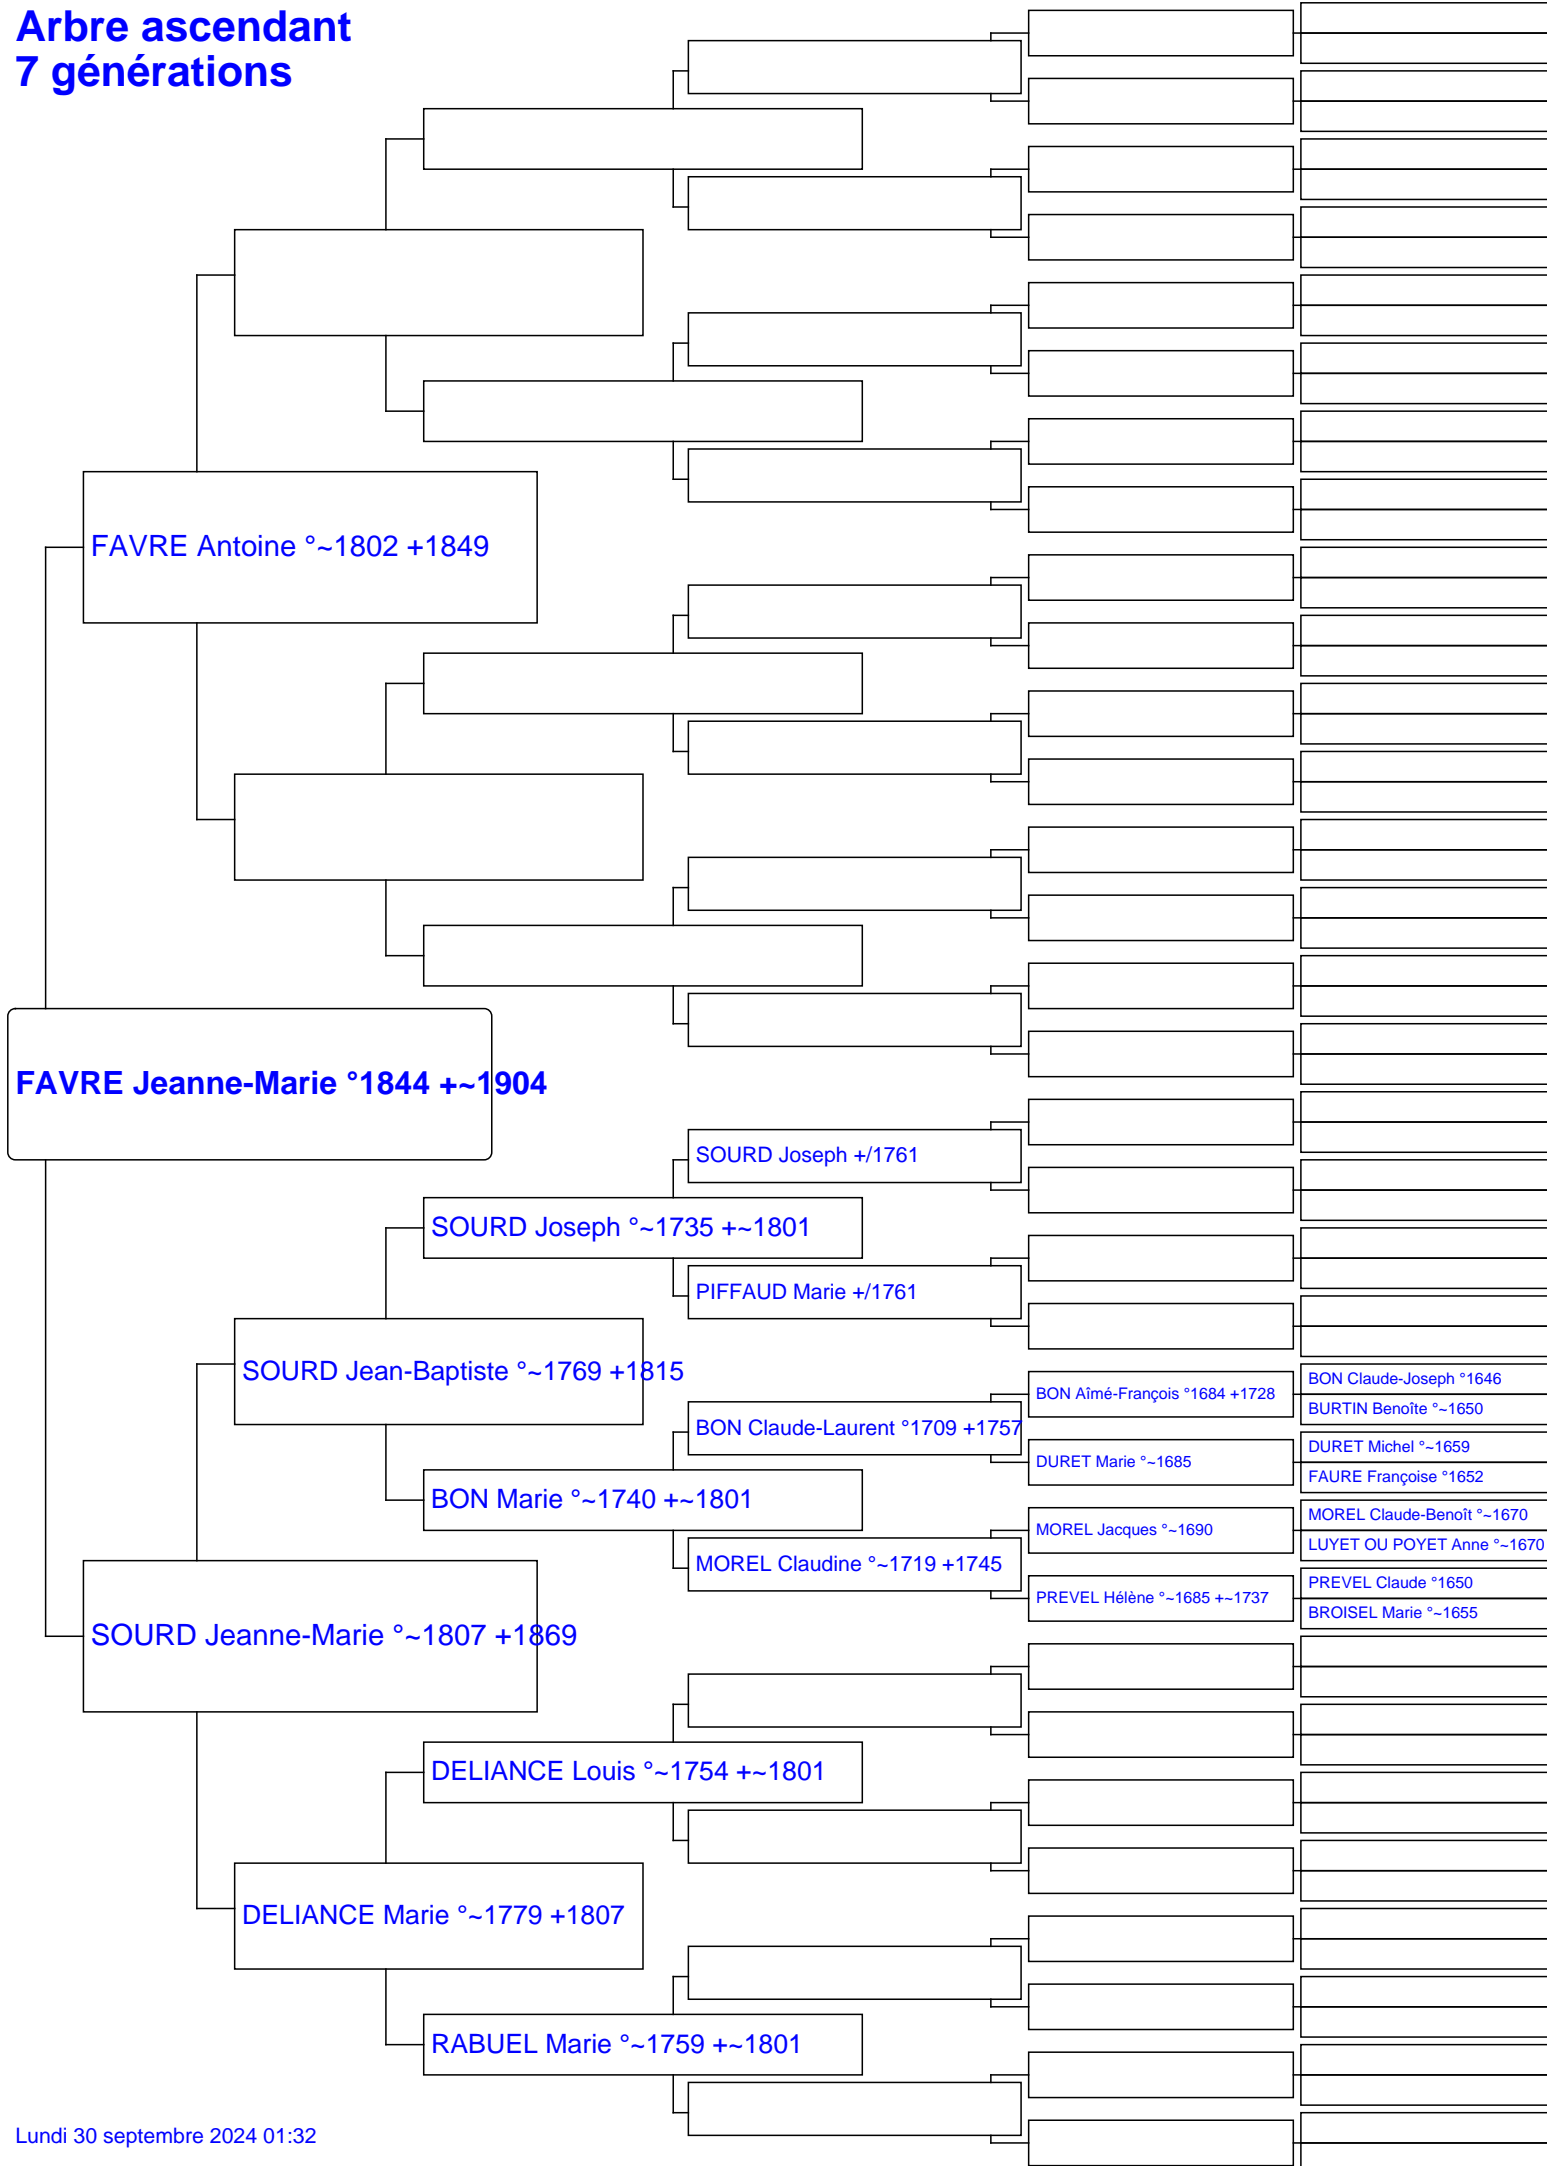 Arbre ascendant
7 générations
FAVRE Antoine °~1802 +1849
FAVRE Jeanne-Marie °1844 +~1904
SOURD Joseph +/1761
SOURD Joseph °~1735 +~1801
PIFFAUD Marie +/1761
SOURD Jean-Baptiste °~1769 +1815
BON Claude-Joseph °1646
BON Aîmé-François °1684 +1728
BURTIN Benoîte °~1650
BON Claude-Laurent °1709 +1757
DURET Michel °~1659
DURET Marie °~1685
FAURE Françoise °1652
BON Marie °~1740 +~1801
MOREL Claude-Benoît °~1670
MOREL Jacques °~1690
LUYET OU POYET Anne °~1670
MOREL Claudine °~1719 +1745
PREVEL Claude °1650
PREVEL Hélène °~1685 +~1737
BROISEL Marie °~1655
SOURD Jeanne-Marie °~1807 +1869
DELIANCE Louis °~1754 +~1801
DELIANCE Marie °~1779 +1807
RABUEL Marie °~1759 +~1801
Lundi 30 septembre 2024 01:32